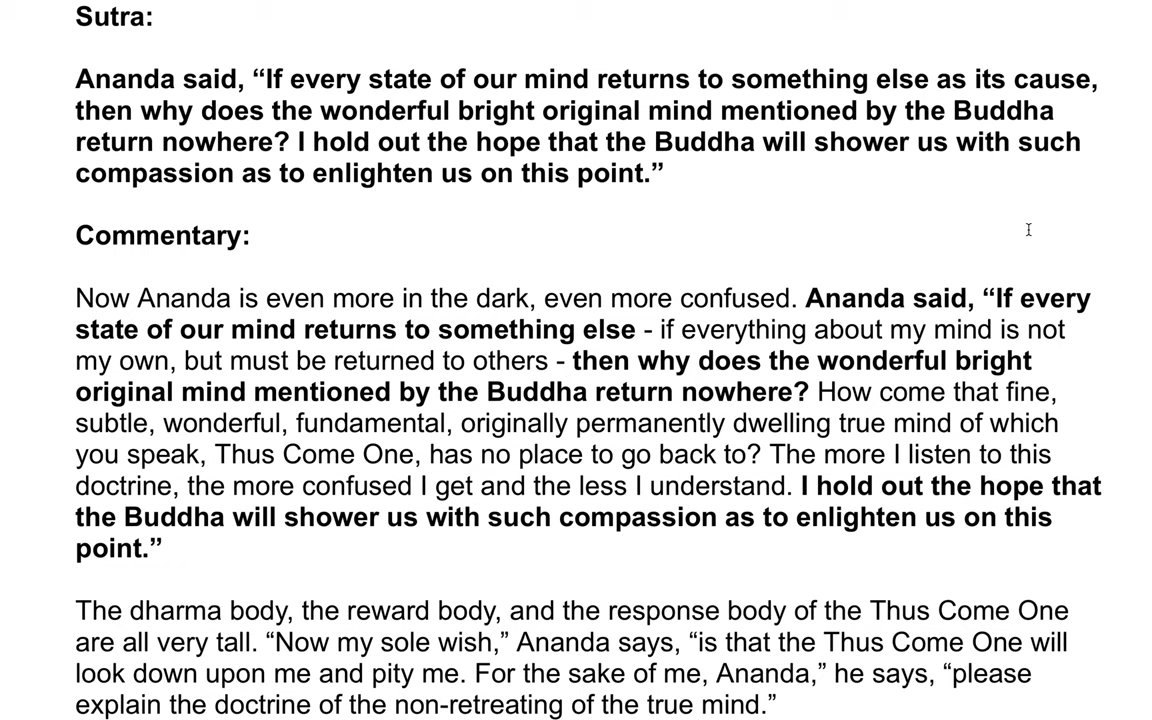 Sutra:
Ananda said, “If every state of our mind returns to something else as its cause,
then why does the wonderful bright original mind mentioned by the Buddha
return nowhere? I hold out the hope that the Buddha will shower us with such
compassion as to enlighten us on this point.”
Commentary:
Now Ananda is even more in the dark, even more confused. Ananda said, “If every
state of our mind returns to something else - if everything about my mind is not
my own, but must be returned to others - then why does the wonderful bright
original mind mentioned by the Buddha return nowhere? How come that fine,
subtle, wonderful, fundamental, originally permanently dwelling true mind of which
you speak, Thus Come One, has no place to go back to? The more I listen to this
doctrine, the more confused I get and the less I understand. I hold out the hope that
the Buddha will shower us with such compassion as to enlighten us on this
point.”
The dharma body, the reward body, and the response body of the Thus Come One
are all very tall. “Now my sole wish,” Ananda says, “is that the Thus Come One will
look down upon me and pity me. For the sake of me, Ananda,” he says, “please
explain the doctrine of the non-retreating of the true mind.”